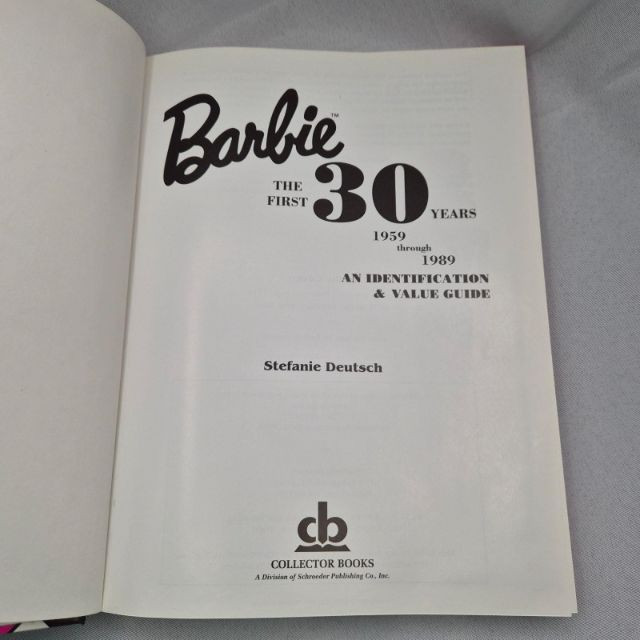 Barbie™
THE FIRST 30 YEARS
1959
through
1989
AN IDENTIFICATION
& VALUE GUIDE
Stefanie Deutsch
cb
COLLECTOR BOOKS
A Division of Schroeder Publishing Co., Inc.